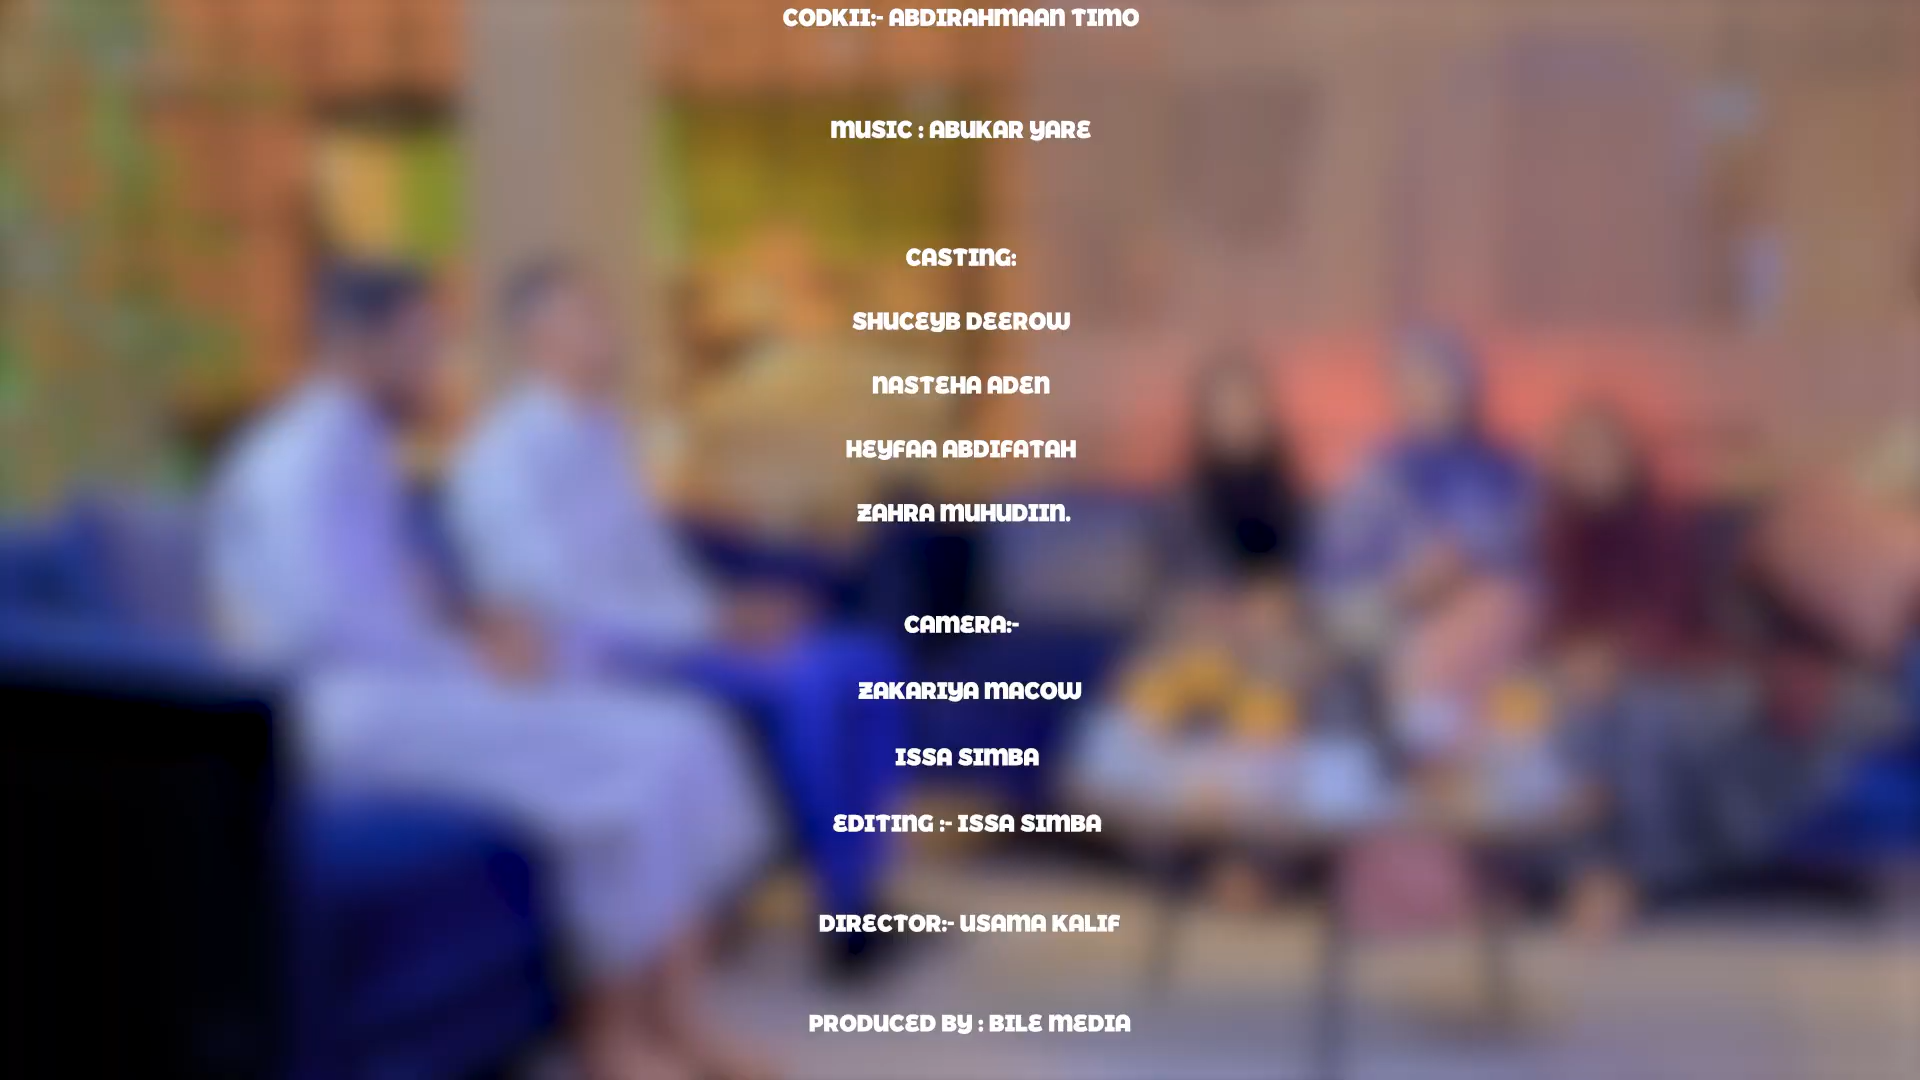 CODKII:- ABDIRAHMAAN TIMO
MUSIC : ABUKAR YARE
CASTING:
SHUCEYB DEEROW
NASTEHA ADEN
HEYFAA ABDIFATAH
ZAHRA MUHUDIIN.
CAMERA:-
ZAKARIYA MACOW
ISSA SIMBA
EDITING :- ISSA SIMBA
DIRECTOR:- USAMA KALIF
PRODUCED BY : BILE MEDIA